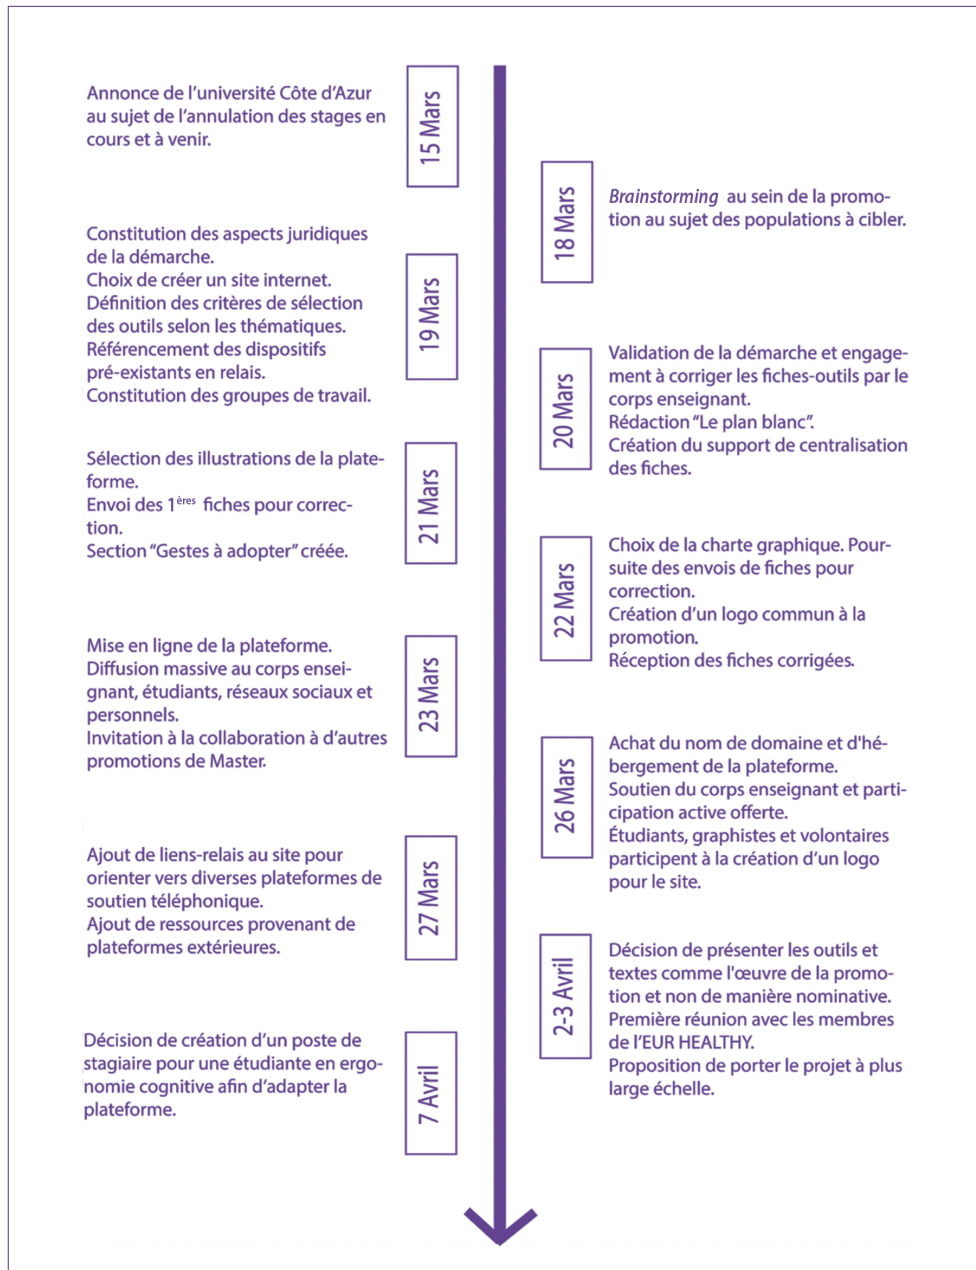 15 Mars
Annonce de l'université Côte d'Azur
au sujet de l'annulation des stages en
cours et à venir.
18 Mars
Brainstorming au sein de la promo-
tion au sujet des populations à cibler.
19 Mars
Constitution des aspects juridiques
de la démarche.
Choix de créer un site internet.
Définition des critères de sélection
des outils selon les thématiques.
Référencement des dispositifs
pré-existants en relais.
Constitution des groupes de travail.
20 Mars
Validation de la démarche et engage-
ment à corriger les fiches-outils par le
corps enseignant.
Rédaction “Le plan blanc”.
Création du support de centralisation
des fiches.
21 Mars
Sélection des illustrations de la plate-
forme.
Envoi des 1ères fiches pour correc-
tion.
Section “Gestes à adopter” créée.
22 Mars
Choix de la charte graphique. Pour-
suite des envois de fiches pour
correction.
Création d'un logo commun à la
promotion.
Réception des fiches corrigées.
23 Mars
Mise en ligne de la plateforme.
Diffusion massive au corps ensei-
gnant, étudiants, réseaux sociaux et
personnels.
Invitation à la collaboration à d'autres
promotions de Master.
26 Mars
Achat du nom de domaine et d'hé-
bergement de la plateforme.
Soutien du corps enseignant et parti-
cipation active offerte.
Étudiants, graphistes et volontaires
participent à la création d'un logo
pour le site.
27 Mars
Ajout de liens-relais au site pour
orienter vers diverses plateformes de
soutien téléphonique.
Ajout de ressources provenant de
plateformes extérieures.
2-3 Avril
Décision de présenter les outils et
textes comme l'œuvre de la promo-
tion et non de manière nominative.
Première réunion avec les membres
de l'EUR HEALTHY.
Proposition de porter le projet à plus
large échelle.
7 Avril
Décision de création d'un poste de
stagiaire pour une étudiante en ergo-
nomie cognitive afin d'adapter la
plateforme.